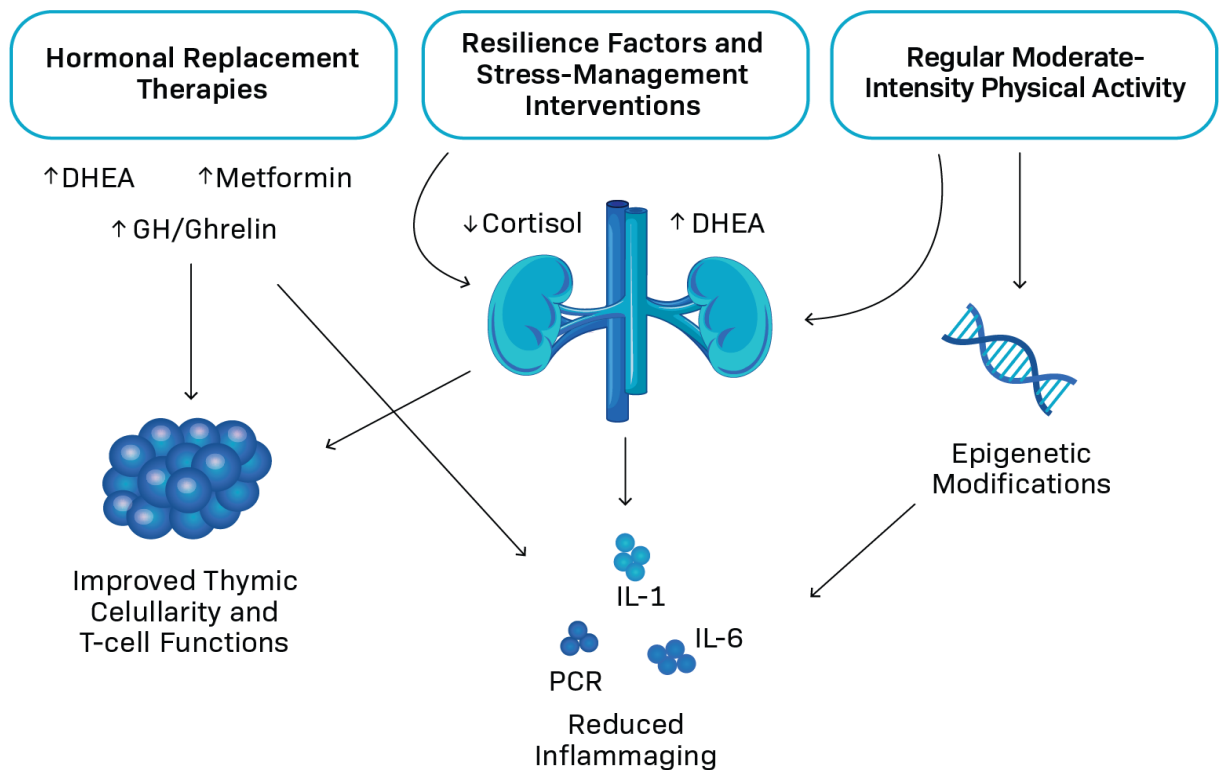 Hormonal Replacement
Therapies
Resilience Factors and
Stress-Management
Interventions
Regular Moderate-
Intensity Physical Activity
↑DHEA
↑Metformin
↑ GH/Ghrelin
↓Cortisol
↑ DHEA
Epigenetic
Modifications
Improved Thymic
Celullarity and
T-cell Functions
IL-1
IL-6
PCR
Reduced
Inflammaging